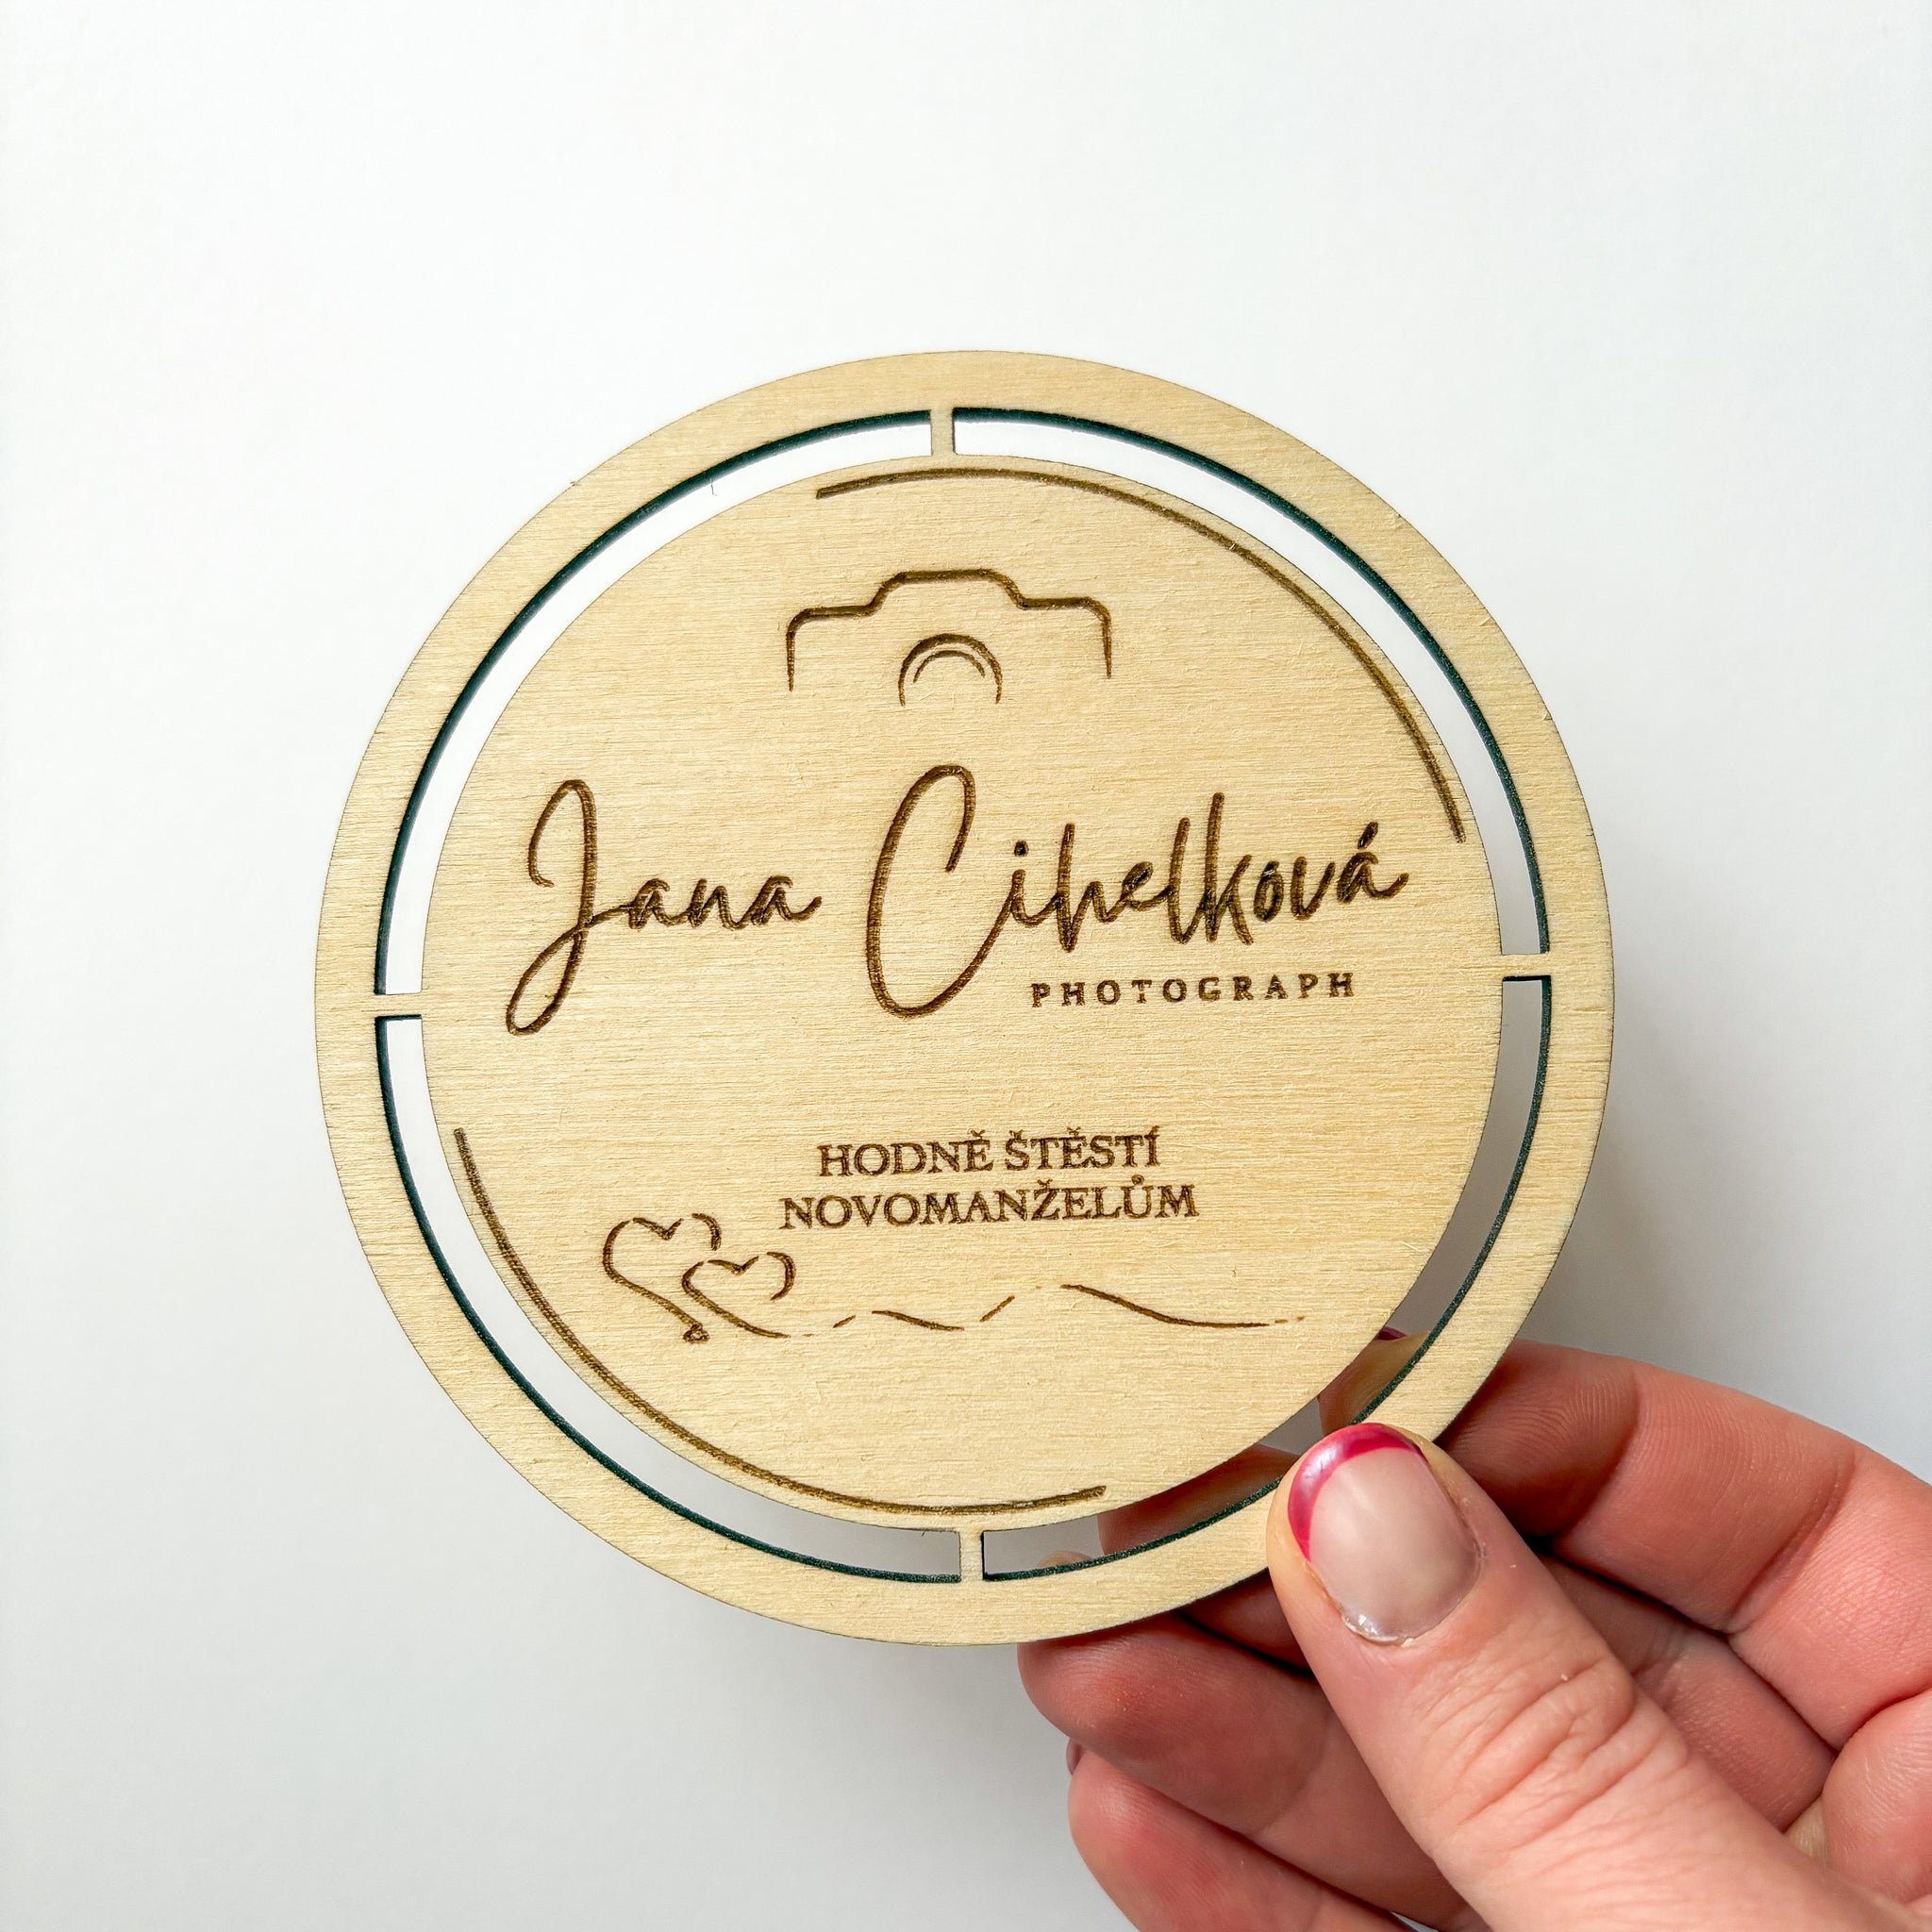 Jana Cihelková
PHOTOGRAPH
HODNĚ ŠTĚSTÍ
NOVOMANŽELŮM